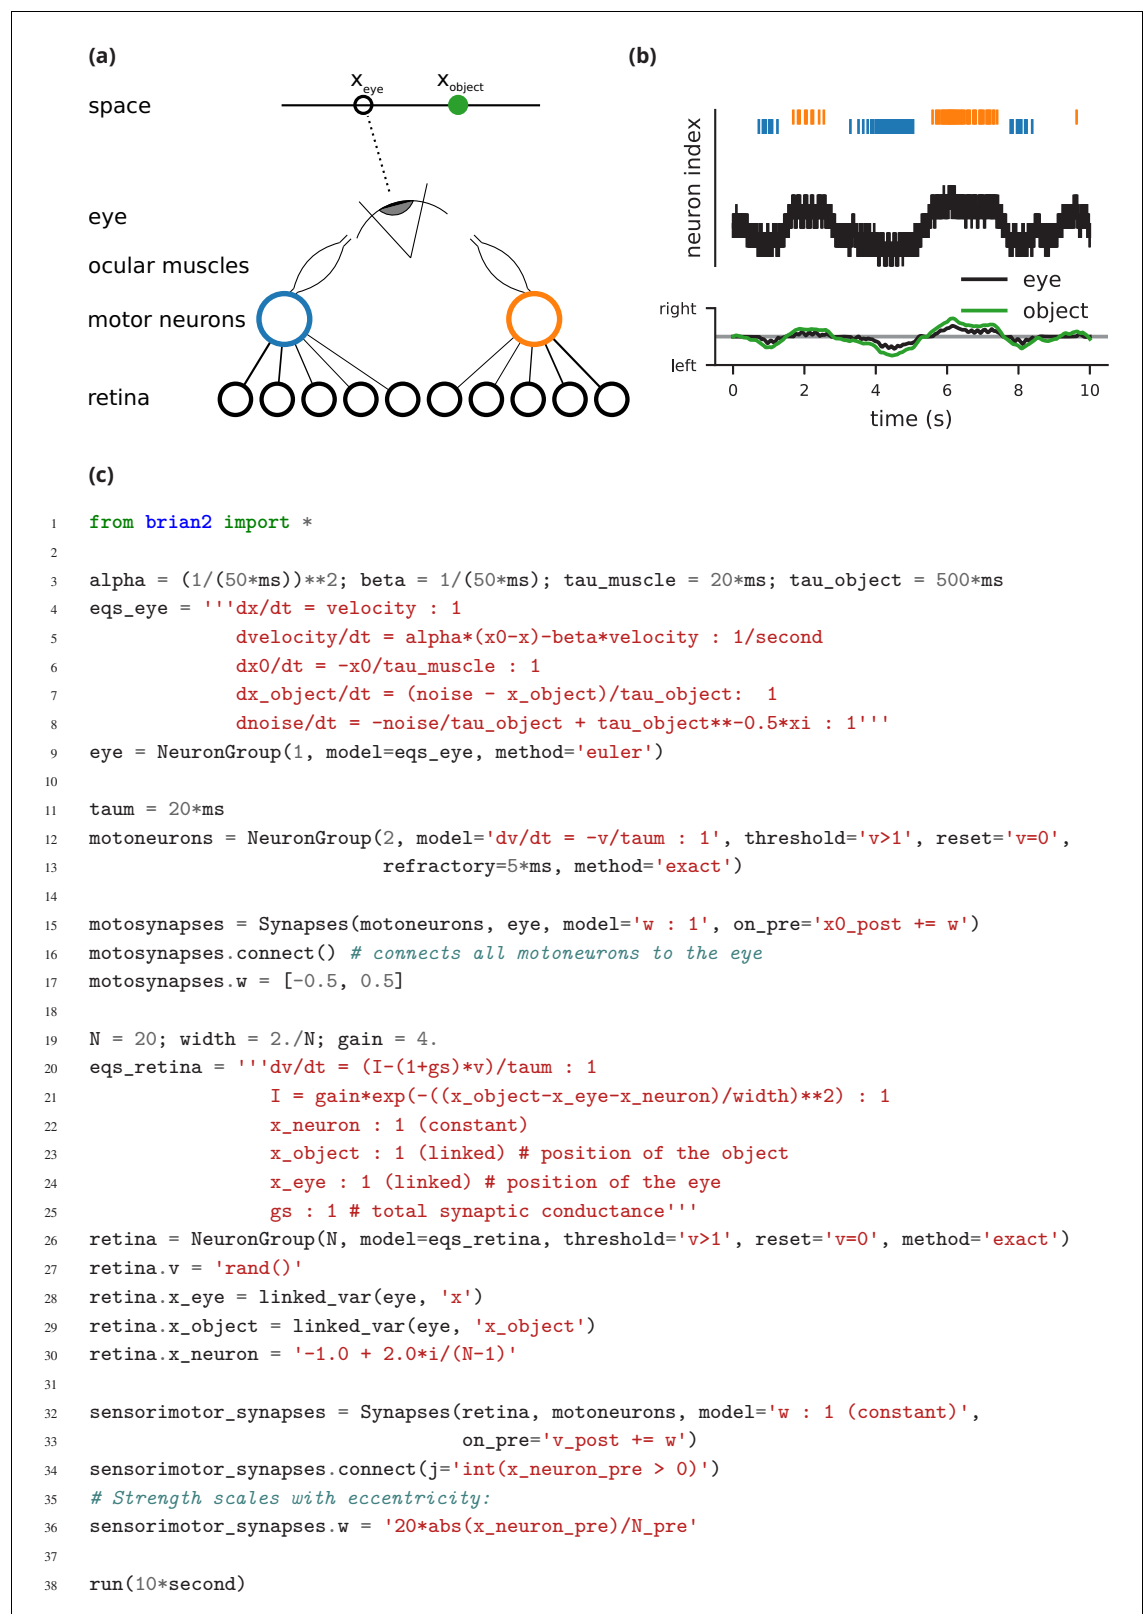 (a)
space
x_eye
x_object
eye
ocular muscles
motor neurons
retina
(b)
neuron index
eye
object
right
left
0 2 4 6 8 10
time (s)
(c)
1 from brian2 import *
2
3 alpha = (1/(50*ms))**2; beta = 1/(50*ms); tau_muscle = 20*ms; tau_object = 500*ms
4 eqs_eye = '''dx/dt = velocity : 1
5 dvelocity/dt = alpha*(x0-x)-beta*velocity : 1/second
6 dx0/dt = -x0/tau_muscle : 1
7 dx_object/dt = (noise - x_object)/tau_object:  1
8 dnoise/dt = -noise/tau_object + tau_object**-0.5*xi : 1'''
9 eye = NeuronGroup(1, model=eqs_eye, method='euler')
10
11 taum = 20*ms
12 motoneurons = NeuronGroup(2, model='dv/dt = -v/taum : 1', threshold='v>1', reset='v=0',
13 refractory=5*ms, method='exact')
14
15 motosynapses = Synapses(motoneurons, eye, model='w : 1', on_pre='x0_post += w')
16 motosynapses.connect() # connects all motoneurons to the eye
17 motosynapses.w = [-0.5, 0.5]
18
19 N = 20; width = 2./N; gain = 4.
20 eqs_retina = '''dv/dt = (I-(1+gs)*v)/taum : 1
21 I = gain*exp(-((x_object-x_eye-x_neuron)/width)**2) : 1
22 x_neuron : 1 (constant)
23 x_object : 1 (linked) # position of the object
24 x_eye : 1 (linked) # position of the eye
25 gs : 1 # total synaptic conductance'''
26 retina = NeuronGroup(N, model=eqs_retina, threshold='v>1', reset='v=0', method='exact')
27 retina.v = 'rand()'
28 retina.x_eye = linked_var(eye, 'x')
29 retina.x_object = linked_var(eye, 'x_object')
30 retina.x_neuron = '-1.0 + 2.0*i/(N-1)'
31
32 sensorimotor_synapses = Synapses(retina, motoneurons, model='w : 1 (constant)',
33 on_pre='v_post += w')
34 sensorimotor_synapses.connect(j='int(x_neuron_pre > 0)')
35 # Strength scales with eccentricity:
36 sensorimotor_synapses.w = '20*abs(x_neuron_pre)/N_pre'
37
38 run(10*second)